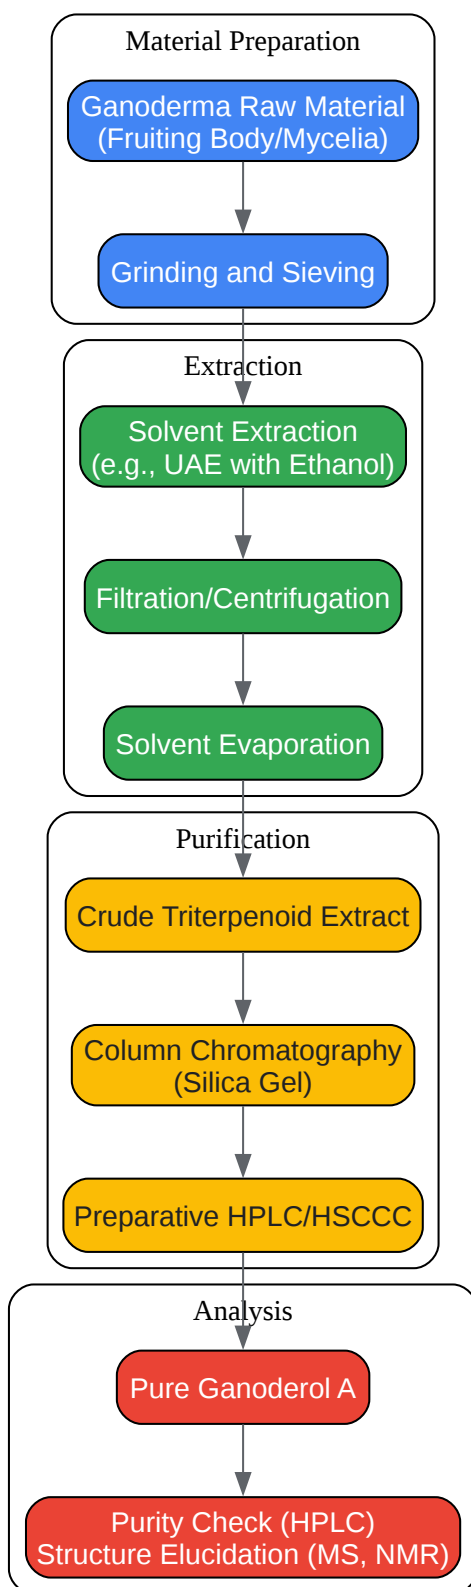 Material Preparation
Ganoderma Raw Material
(Fruiting Body/Mycelia)
Grinding and Sieving
Extraction
Solvent Extraction
(e.g., UAE with Ethanol)
Filtration/Centrifugation
Solvent Evaporation
Purification
Crude Triterpenoid Extract
Column Chromatography
(Silica Gel)
Preparative HPLC/HSCCC
Analysis
Pure Ganoderol A
Purity Check (HPLC)
Structure Elucidation (MS, NMR)